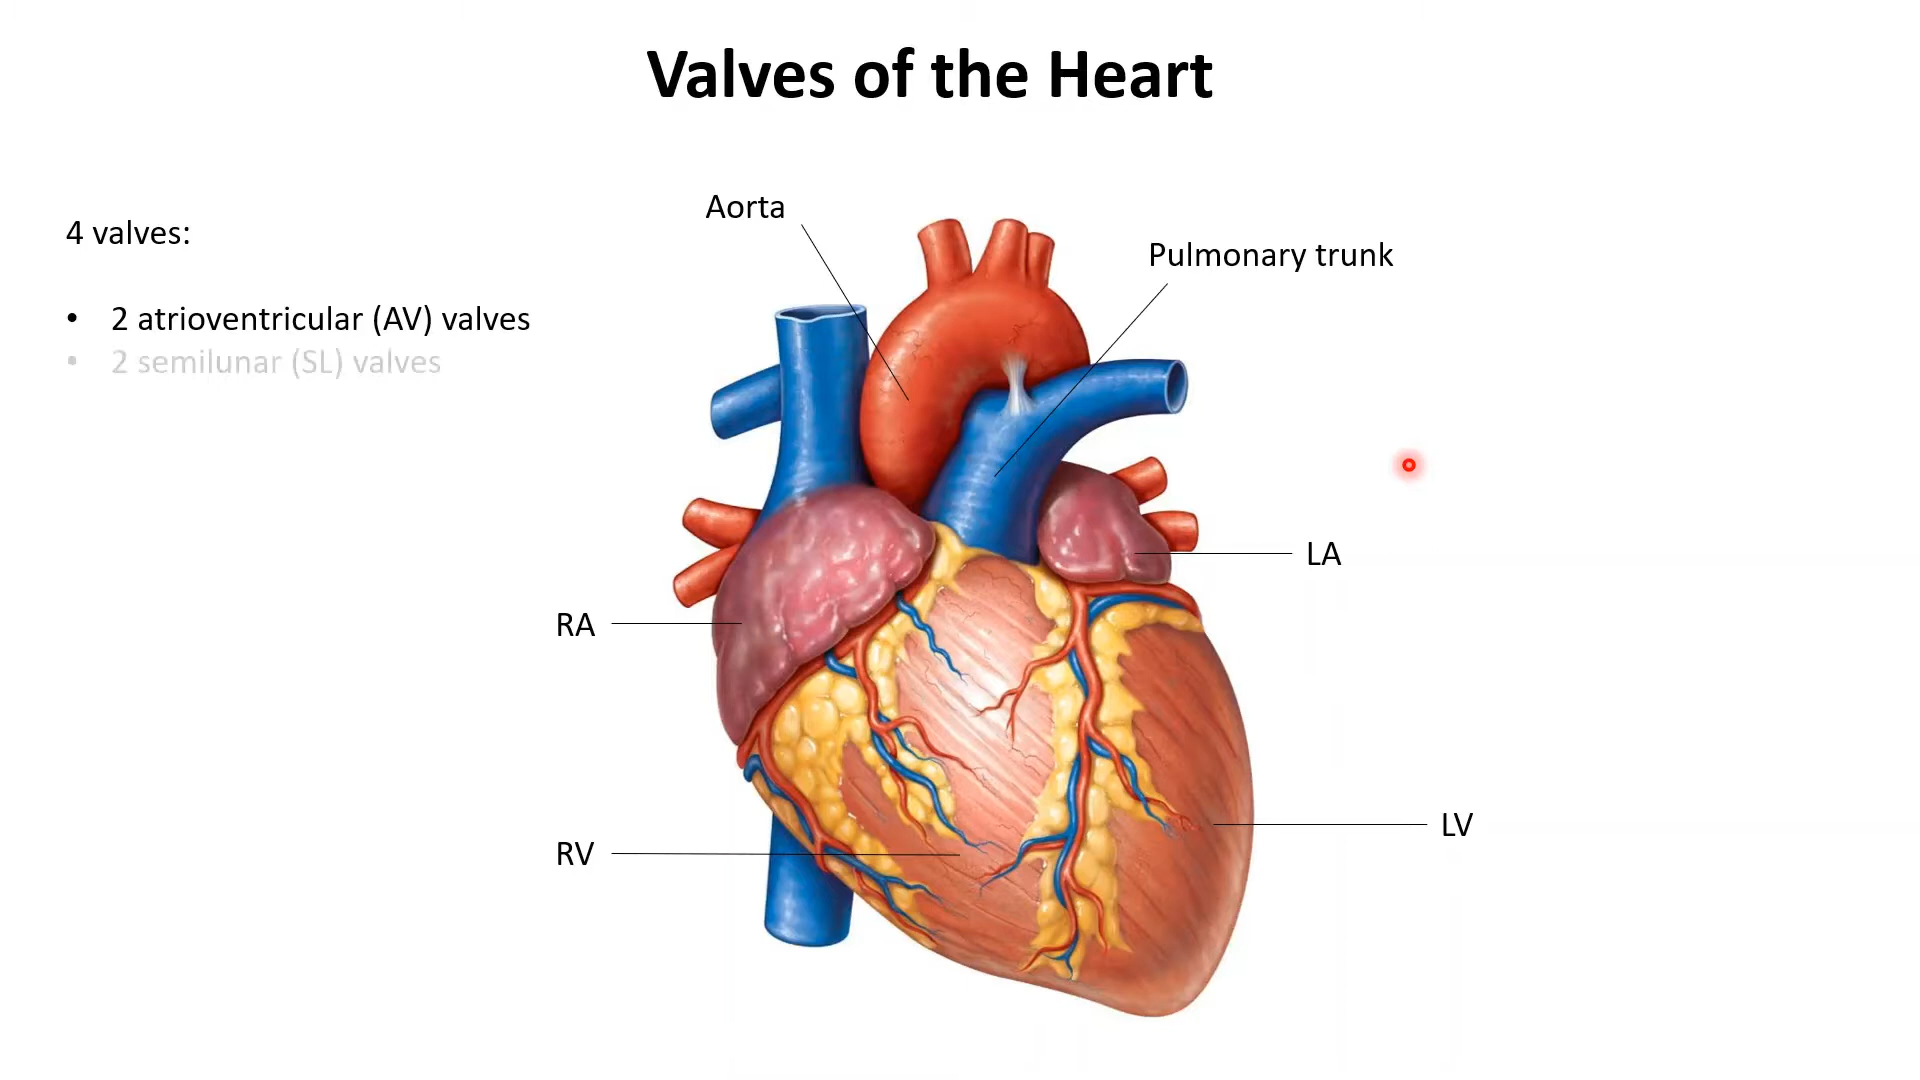 Valves of the Heart
4 valves:
• 2 atrioventricular (AV) valves
• 2 semilunar (SL) valves
Aorta
Pulmonary trunk
LA
RA
LV
RV